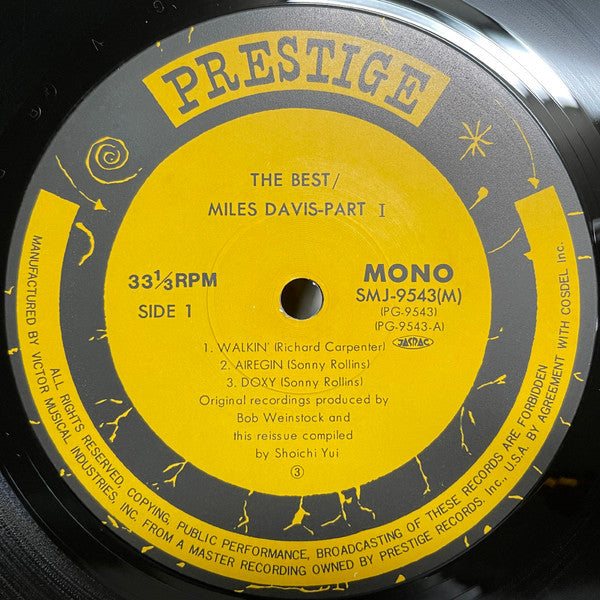 PRESTIGE
THE BEST/
MILES DAVIS-PART I
33⅓RPM
SIDE 1
MONO
SMJ-9543(M)
(PG-9543)
(PG-9543-A)
JASRAC
1. WALKIN' (Richard Carpenter)
2. AIREGIN (Sonny Rollins)
3. DOXY (Sonny Rollins)
Original recordings produced by
Bob Weinstock and
this reissue compiled
by Shoichi Yui
③
MANUFACTURED BY VICTOR MUSICAL INDUSTRIES, INC. FROM A MASTER RECORDING OWNED BY PRESTIGE RECORDS, Inc., U.S.A. BY AGREEMENT WITH COSDEL Inc.
ALL RIGHTS RESERVED, COPYING, PUBLIC PERFORMANCE, BROADCASTING OF THESE RECORDS ARE FORBIDDEN